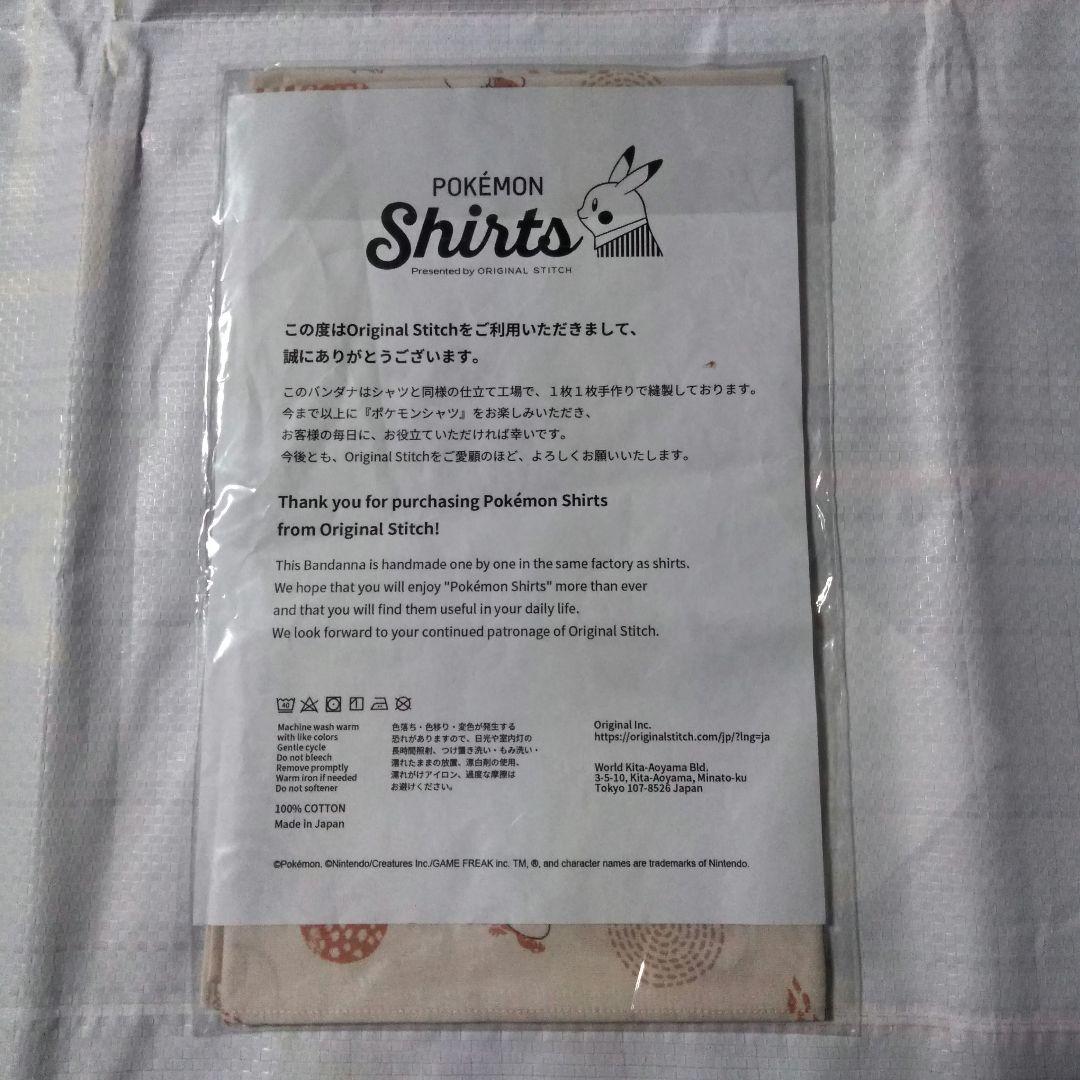 POKÉMON
Shirts
Presented by ORIGINAL STITCH
この度はOriginal Stitchをご利用いただきまして、
誠にありがとうございます。
このバンダナはシャツと同様の仕立て工場で、1枚1枚手作りで縫製しております。
今まで以上に『ポケモンシャツ』をお楽しみいただき、
お客様の毎日に、お役立ていただければ幸いです。
今後とも、Original Stitchをご愛顧のほど、よろしくお願いいたします。
Thank you for purchasing Pokémon Shirts
from Original Stitch!
This Bandanna is handmade one by one in the same factory as shirts.
We hope that you will enjoy "Pokémon Shirts" more than ever
and that you will find them useful in your daily life.
We look forward to your continued patronage of Original Stitch.
40
Machine wash warm
with like colors
Gentle cycle
Do not bleech
Remove promptly
Warm iron if needed
Do not softener
100% COTTON
Made in Japan
色落ち・色移り・変色が発生する
恐れがありますので、日光や室内灯の
長時間照射、つけ置き洗い・もみ洗い・
濡れたままの放置、漂白剤の使用、
濡れがけアイロン、過度な摩擦は
お避けください。
Original Inc.
https://originalstitch.com/jp/?lng=ja
World Kita-Aoyama Bld.
3-5-10, Kita-Aoyama, Minato-ku
Tokyo 107-8526 Japan
©Pokémon. ©Nintendo/Creatures Inc./GAME FREAK inc. TM, ®, and character names are trademarks of Nintendo.